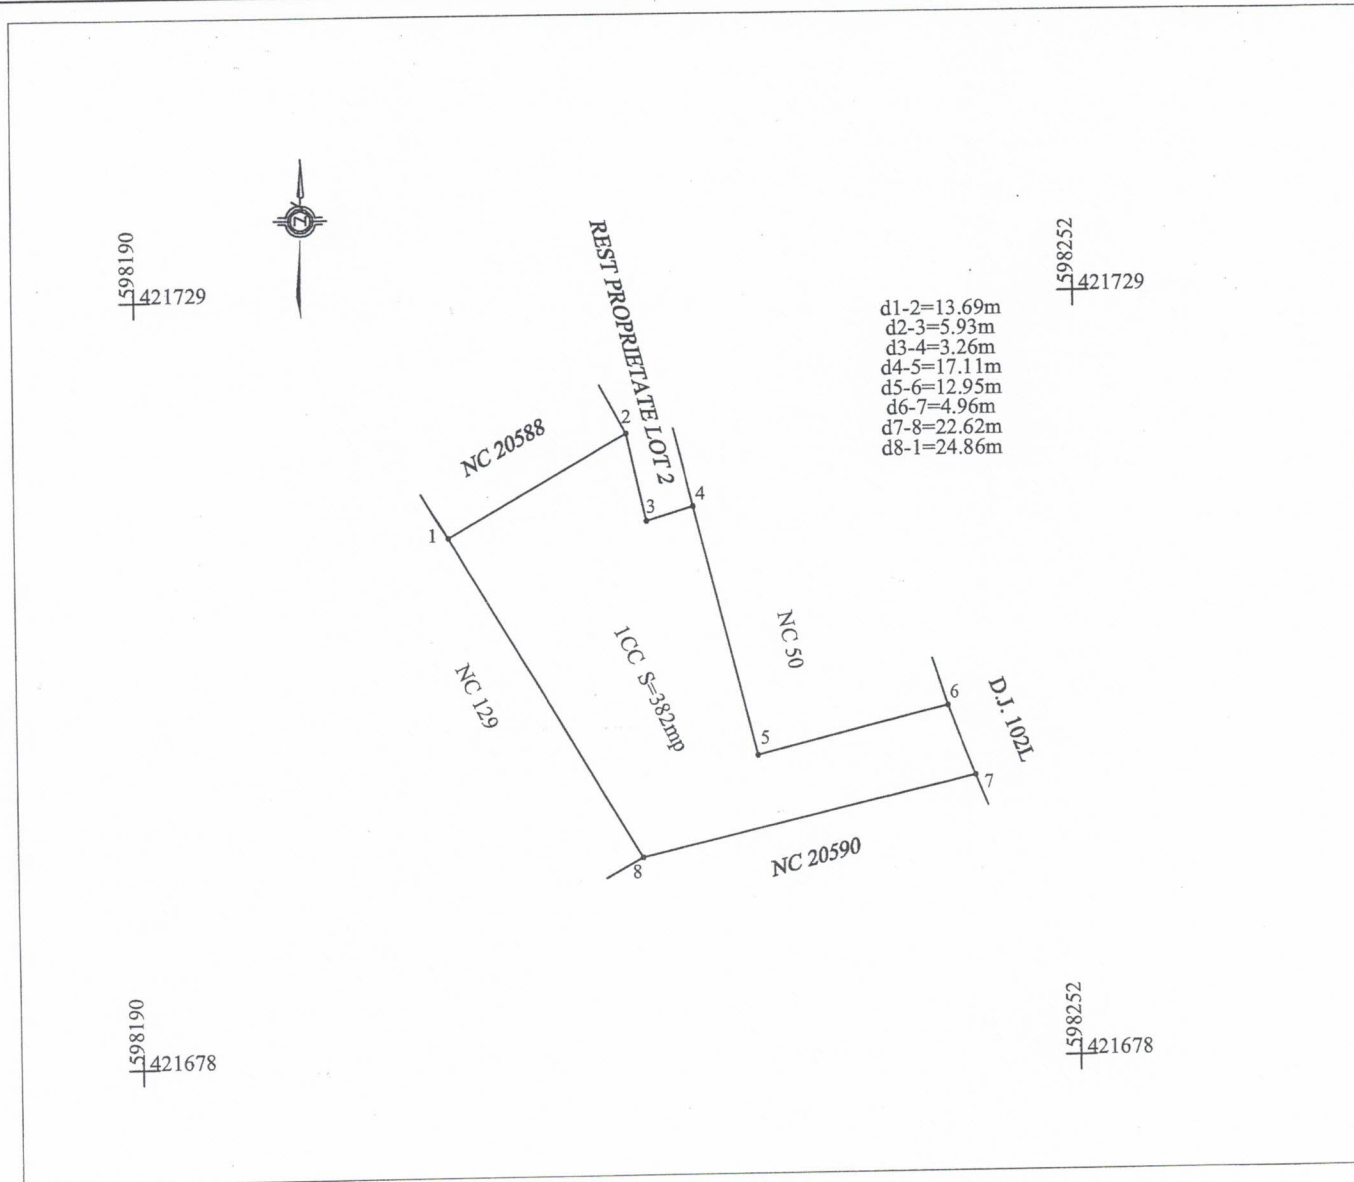 N
598190
421729
598252
421729
REST PROPRIETATE LOT 2
d1-2=13.69m
d2-3=5.93m
d3-4=3.26m
d4-5=17.11m
d5-6=12.95m
d6-7=4.96m
d7-8=22.62m
d8-1=24.86m
NC 20588
2
4
3
1
NC 50
1CC S=382mp
NC 129
6
D.J. 102L
5
7
NC 20590
8
598190
421678
598252
421678